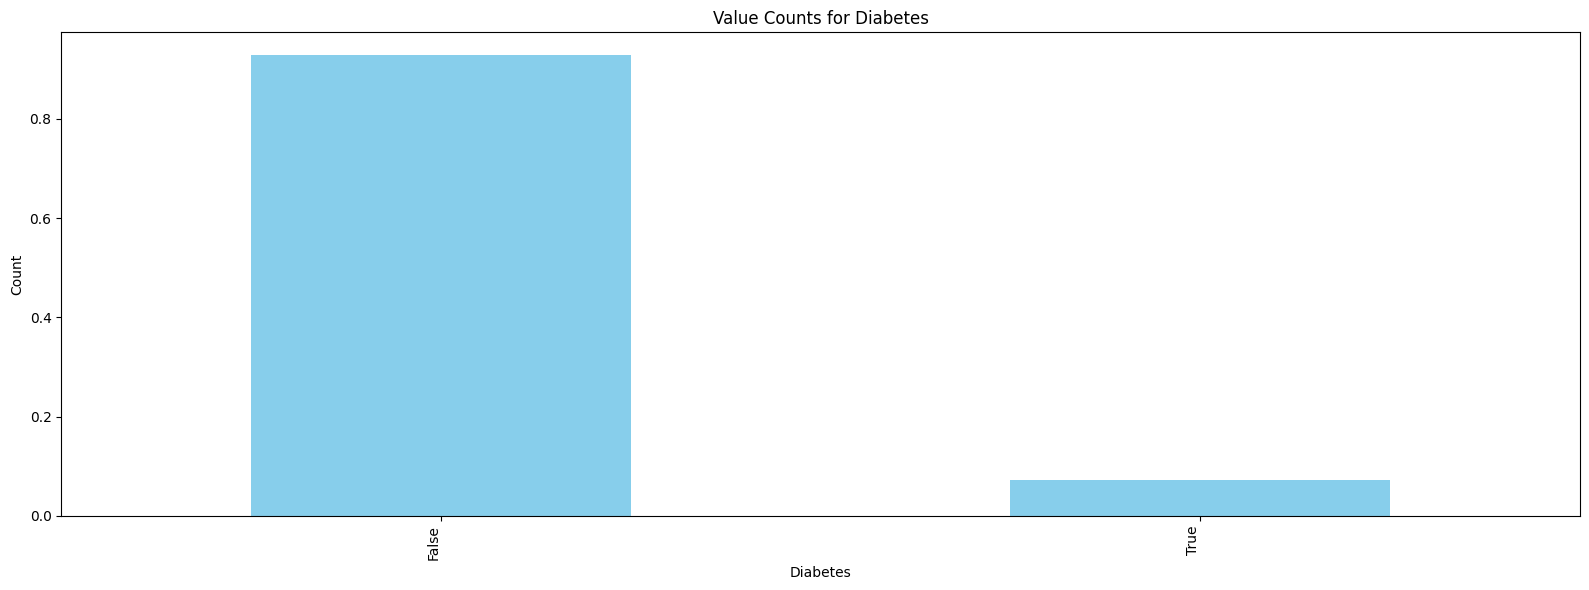 Value Counts for Diabetes
Count
0.8
0.6
0.4
0.2
0.0
False
True
Diabetes